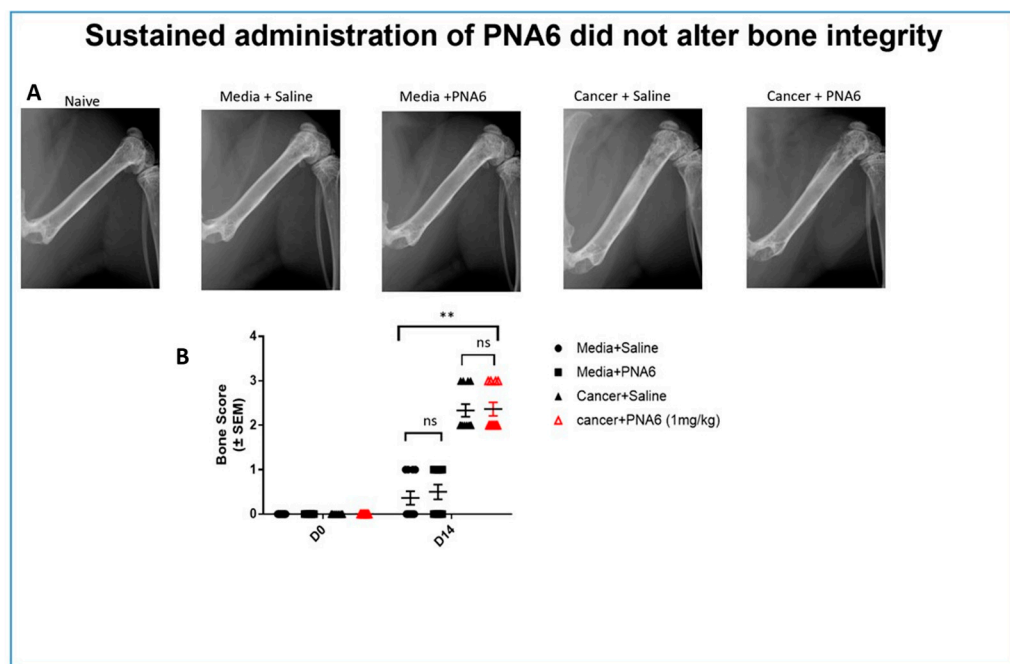 Sustained administration of PNA6 did not alter bone integrity
A
Naive
Media + Saline
Media +PNA6
Cancer + Saline
Cancer + PNA6
B
Bone Score
(± SEM)
4
3
2
1
0
D0
D14
ns
**
ns
Media+Saline
Media+PNA6
Cancer+Saline
cancer+PNA6 (1mg/kg)